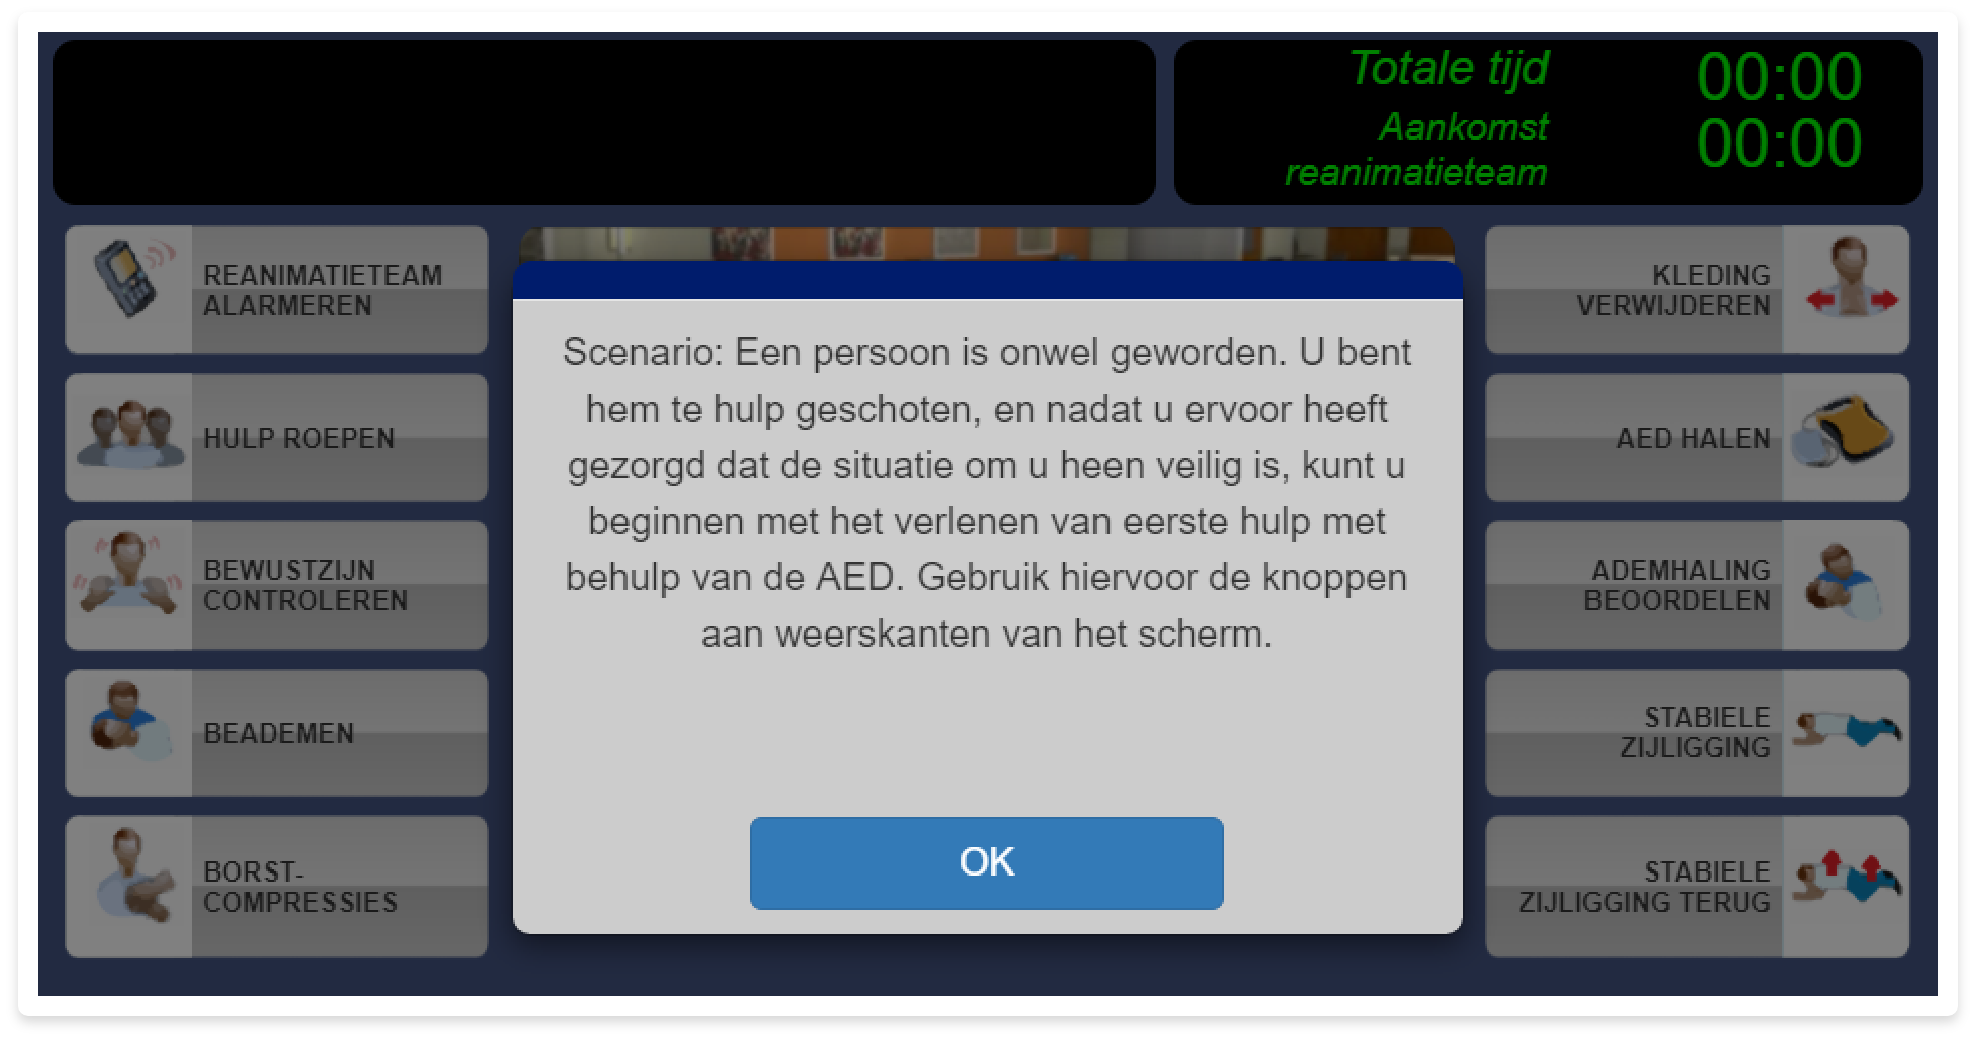 Totale tijd 00:00
Aankomst 00:00
reanimatieteam
REANIMATIETEAM
ALARMEREN
HULP ROEPEN
BEWUSTZIJN
CONTROLEREN
BEADEMEN
BORST-
COMPRESSIES
Scenario: Een persoon is onwel geworden. U bent
hem te hulp geschoten, en nadat u ervoor heeft
gezorgd dat de situatie om u heen veilig is, kunt u
beginnen met het verlenen van eerste hulp met
behulp van de AED. Gebruik hiervoor de knoppen
aan weerskanten van het scherm.
OK
KLEDING
VERWIJDEREN
AED HALEN
ADEMHALING
BEOORDELEN
STABIELE
ZIJLIGGING
STABIELE
ZIJLIGGING TERUG